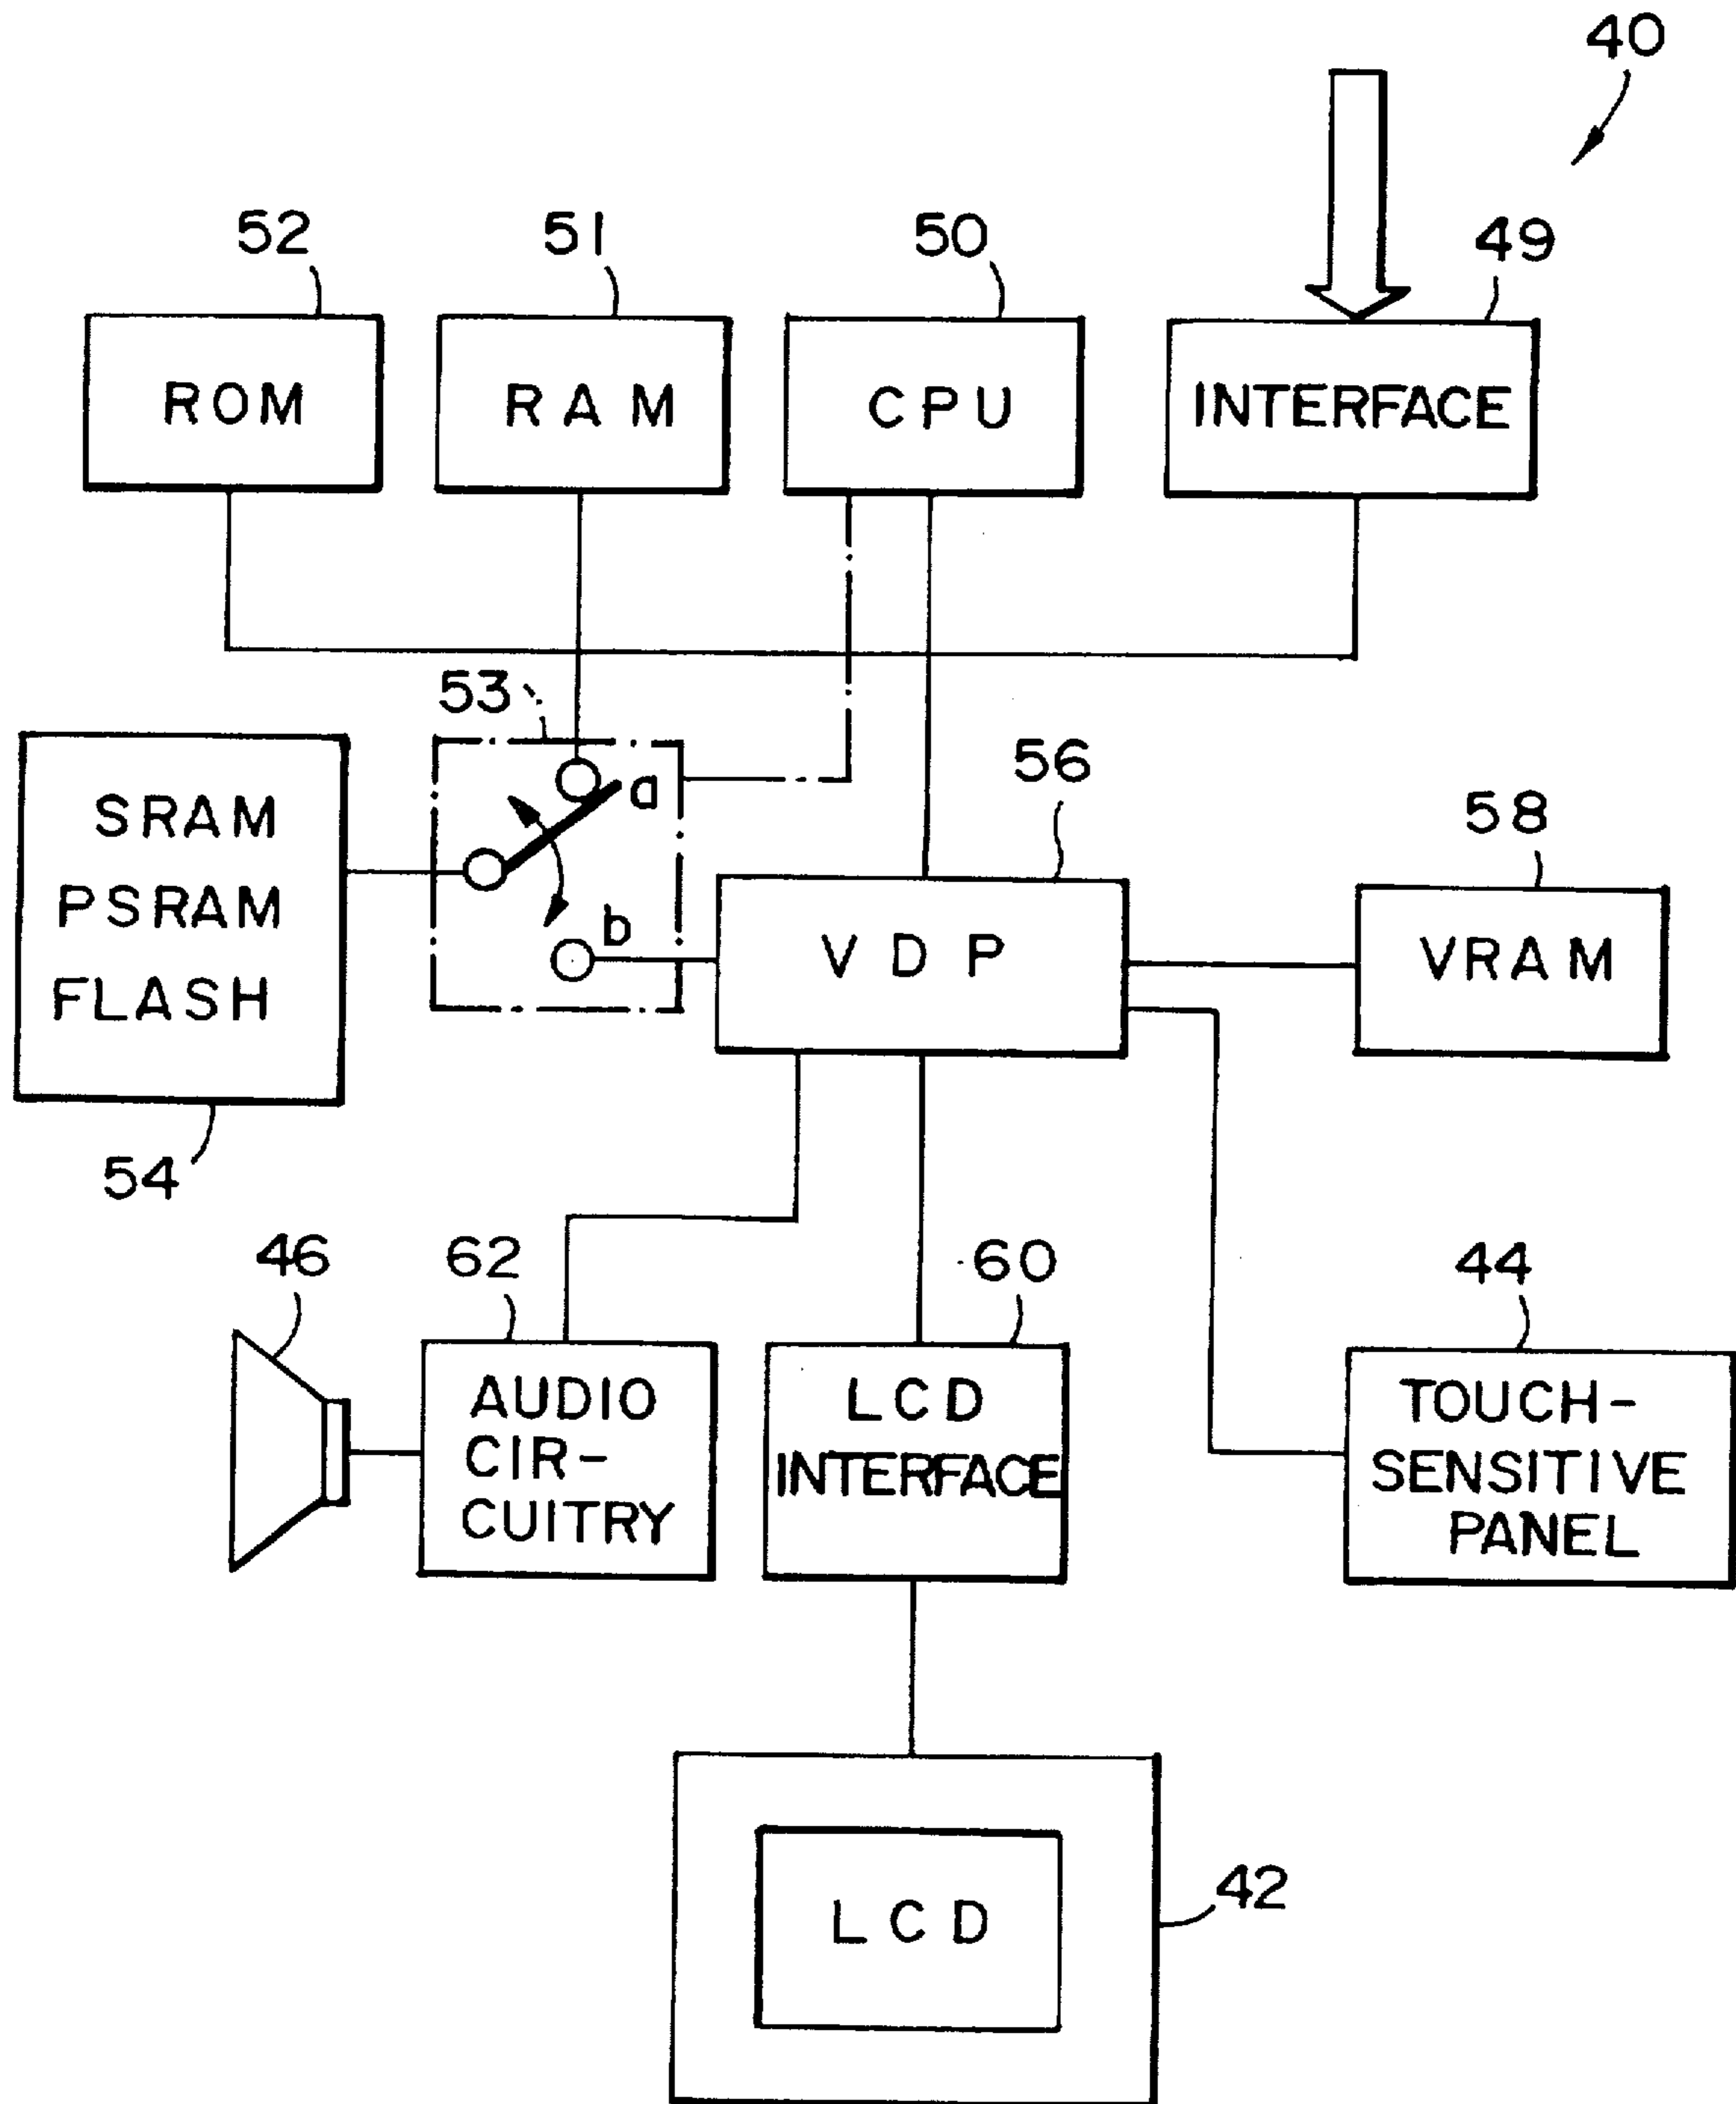 40
52
51
50
49
ROM
RAM
CPU
INTERFACE
53
a
56
58
SRAM
PSRAM
FLASH
b
VDP
VRAM
54
46
62
60
44
AUDIO
CIR-
CUITRY
LCD
INTERFACE
TOUCH-
SENSITIVE
PANEL
LCD
42